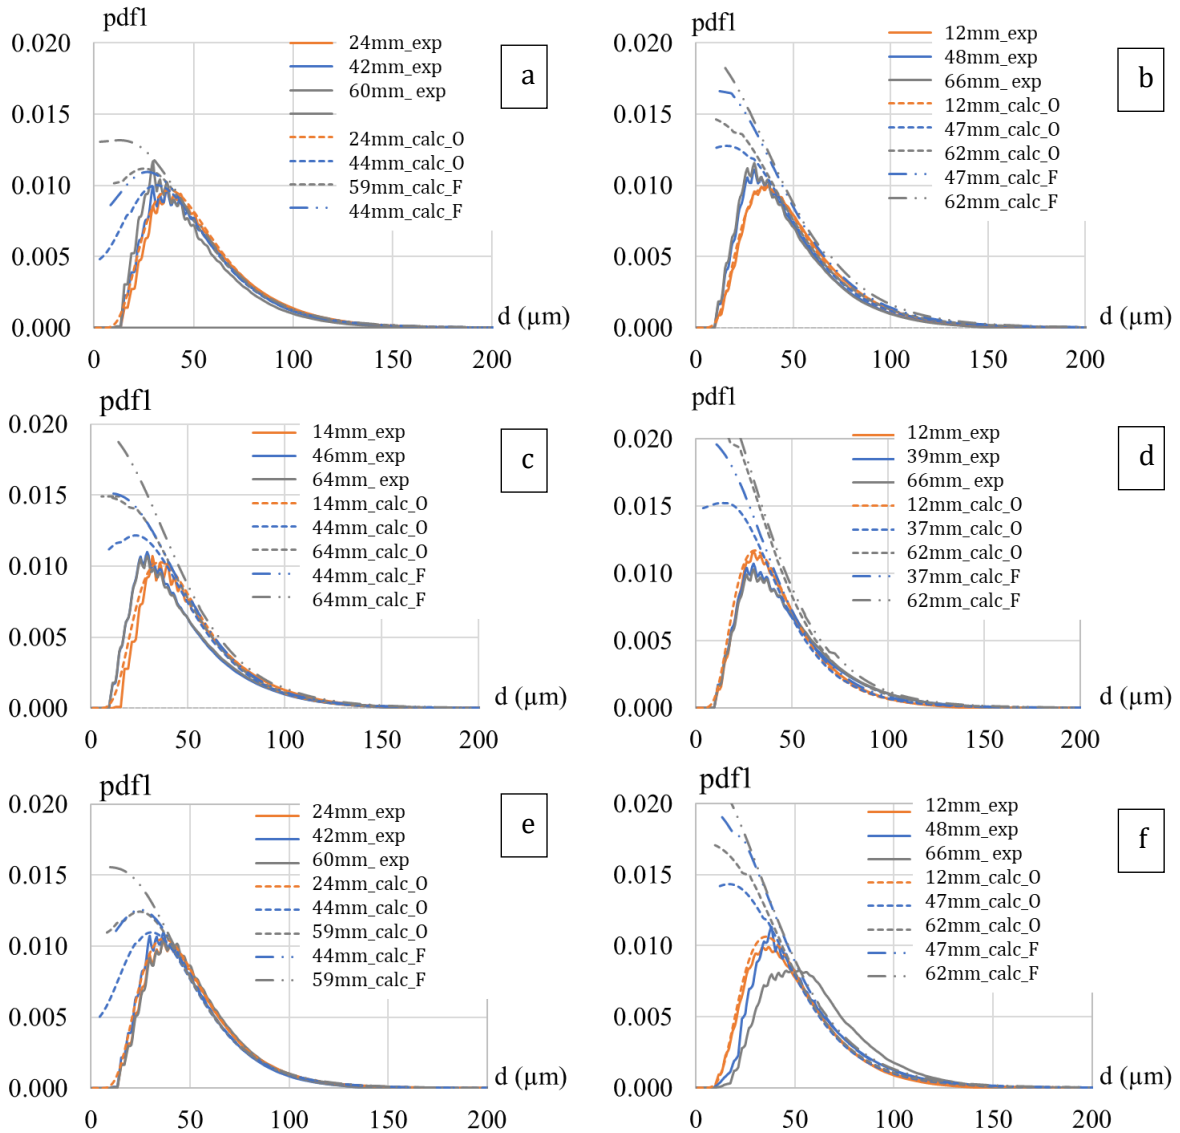 pdf1
0.020
0.015
0.010
0.005
0.000
0 50 100 150 200
d (µm)
24mm_exp
42mm_exp
60mm_ exp
24mm_calc_O
44mm_calc_O
59mm_calc_F
44mm_calc_F
a
pdf1
0.020
0.015
0.010
0.005
0.000
0 50 100 150 200
d (µm)
12mm_exp
48mm_exp
66mm_ exp
12mm_calc_O
47mm_calc_O
62mm_calc_O
47mm_calc_F
62mm_calc_F
b
pdf1
0.020
0.015
0.010
0.005
0.000
0 50 100 150 200
d (µm)
14mm_exp
46mm_exp
64mm_ exp
14mm_calc_O
44mm_calc_O
64mm_calc_O
44mm_calc_F
64mm_calc_F
c
pdf1
0.020
0.015
0.010
0.005
0.000
0 50 100 150 200
d (µm)
12mm_exp
39mm_exp
66mm_ exp
12mm_calc_O
37mm_calc_O
62mm_calc_O
37mm_calc_F
62mm_calc_F
d
pdf1
0.020
0.015
0.010
0.005
0.000
0 50 100 150 200
d (µm)
24mm_exp
42mm_exp
60mm_ exp
24mm_calc_O
44mm_calc_O
59mm_calc_O
44mm_calc_F
59mm_calc_F
e
pdf1
0.020
0.015
0.010
0.005
0.000
0 50 100 150 200
d (µm)
12mm_exp
48mm_exp
66mm_ exp
12mm_calc_O
47mm_calc_O
62mm_calc_O
47mm_calc_F
62mm_calc_F
f